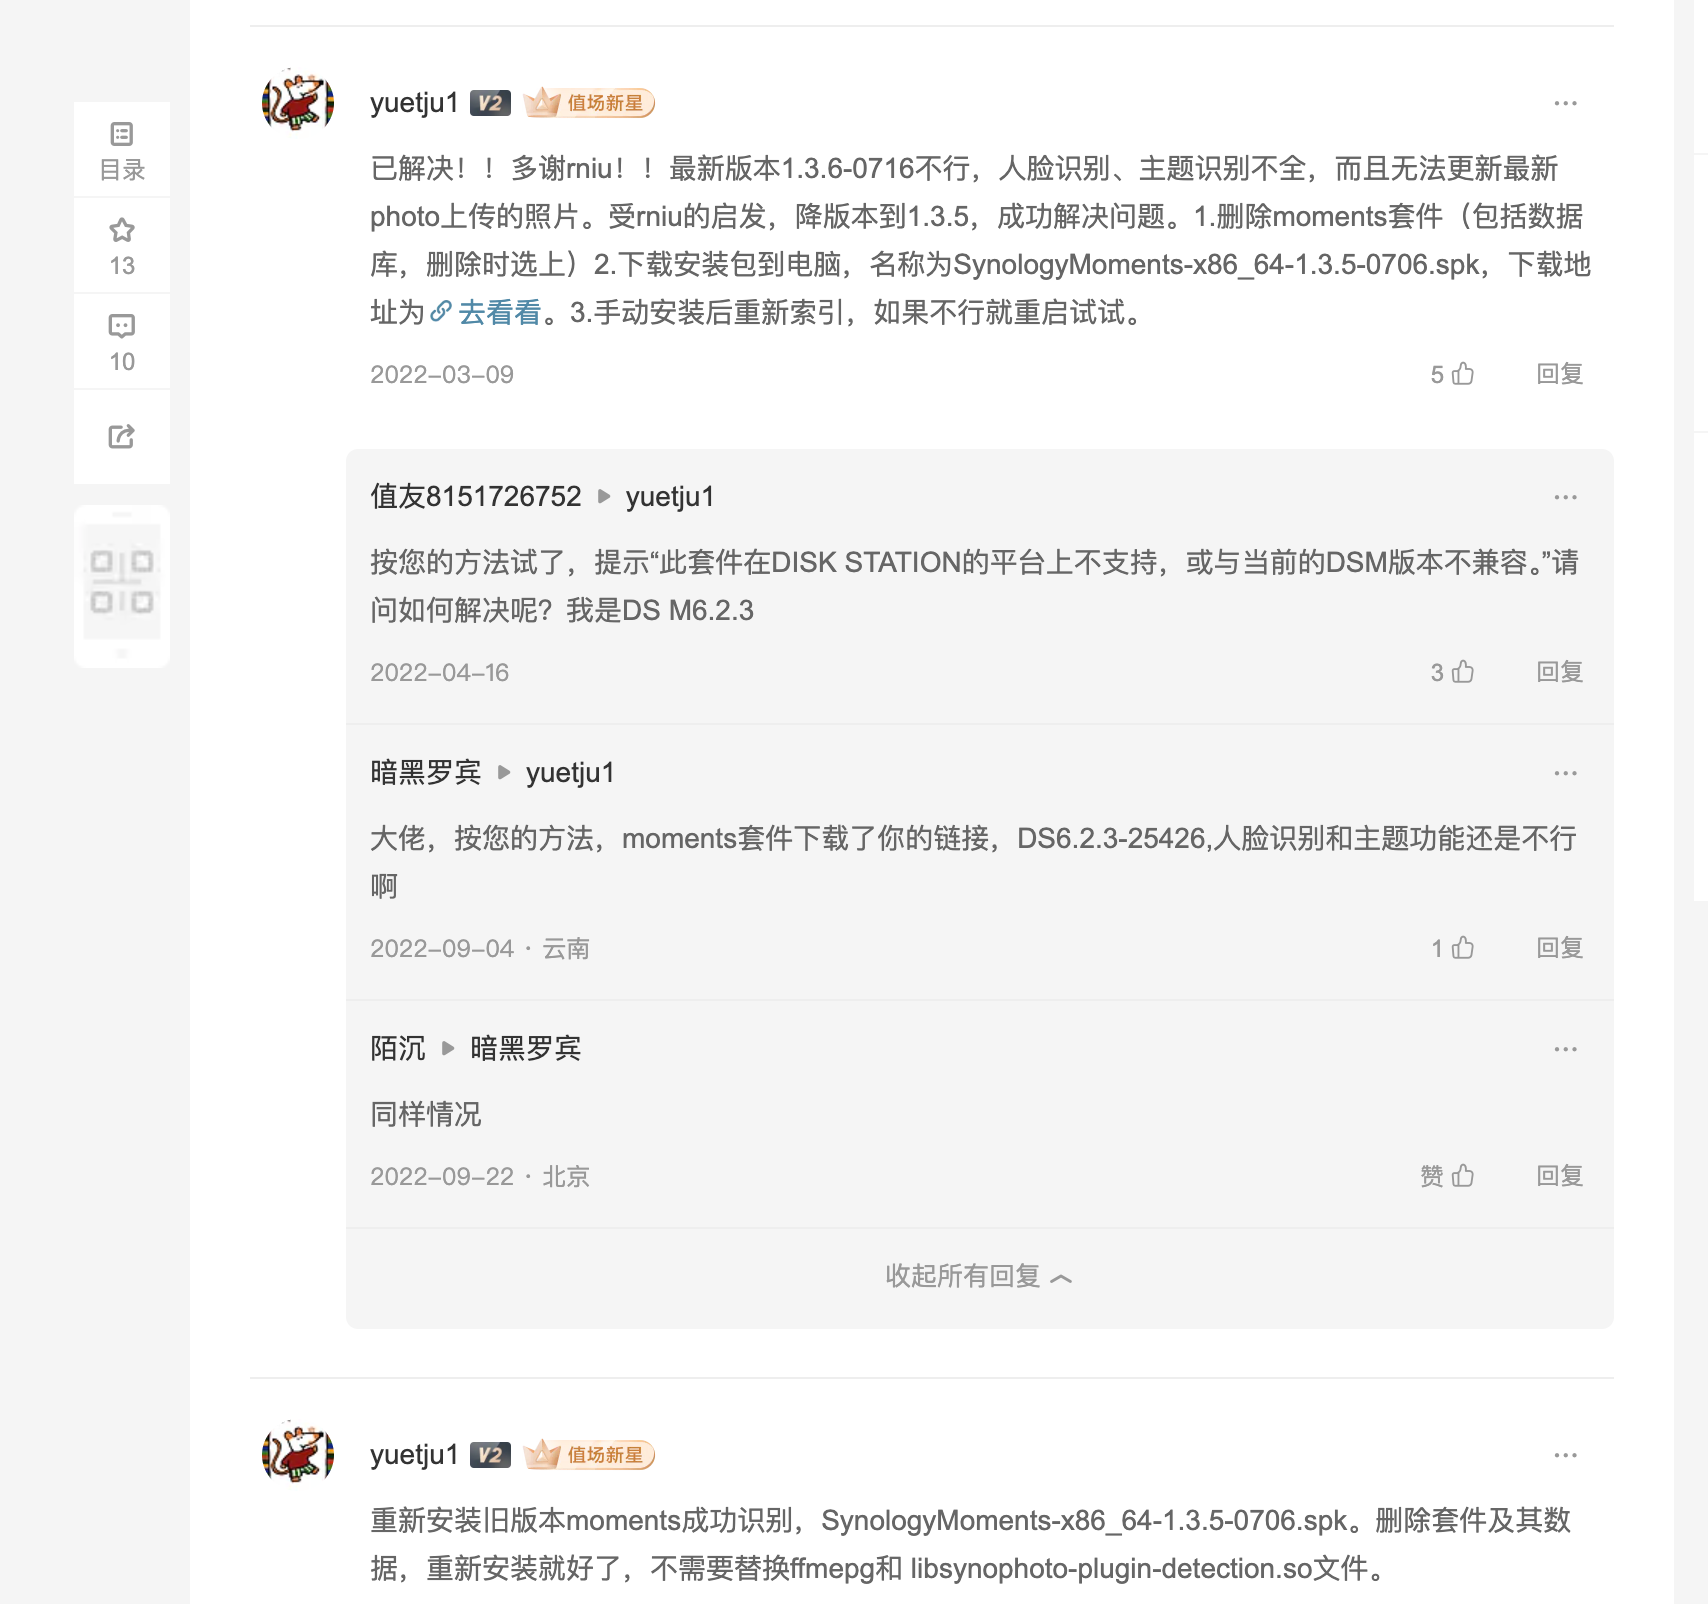 目录
13
10
yuetju1 V2 值场新星
已解决！！多谢rniu！！最新版本1.3.6-0716不行，人脸识别、主题识别不全，而且无法更新最新
photo上传的照片。受rniu的启发，降版本到1.3.5，成功解决问题。1.删除moments套件（包括数据
库，删除时选上）2.下载安装包到电脑，名称为SynologyMoments-x86_64-1.3.5-0706.spk，下载地
址为去看看。3.手动安装后重新索引，如果不行就重启试试。
2022-03-09 5 回复
值友8151726752 yuetju1
按您的方法试了，提示“此套件在DISK STATION的平台上不支持，或与当前的DSM版本不兼容。”请
问如何解决呢？我是DS M6.2.3
2022-04-16 3 回复
暗黑罗宾 yuetju1
大佬，按您的方法，moments套件下载了你的链接，DS6.2.3-25426,人脸识别和主题功能还是不行
啊
2022-09-04 · 云南 1 回复
陌沉 暗黑罗宾
同样情况
2022-09-22 · 北京 赞 回复
收起所有回复
yuetju1 V2 值场新星
重新安装旧版本moments成功识别，SynologyMoments-x86_64-1.3.5-0706.spk。删除套件及其数
据，重新安装就好了，不需要替换ffmepg和 libsynophoto-plugin-detection.so文件。